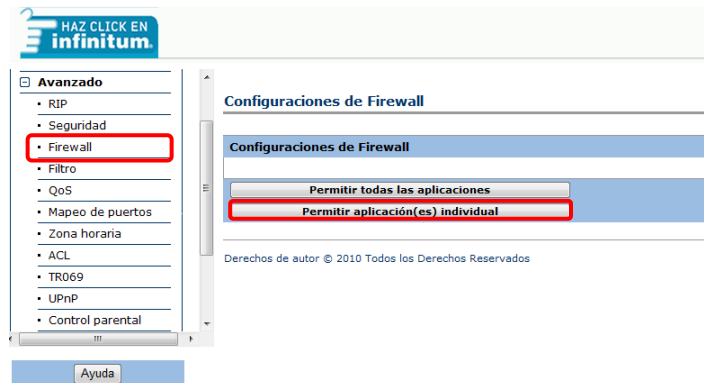 HAZ CLICK EN
infinitum.
Avanzado
RIP
Seguridad
Firewall
Filtro
QoS
Mapeo de puertos
Zona horaria
ACL
TR069
UPnP
Control parental
Ayuda
Configuraciones de Firewall
Configuraciones de Firewall
Permitir todas las aplicaciones
Permitir aplicación(es) individual
Derechos de autor © 2010 Todos los Derechos Reservados